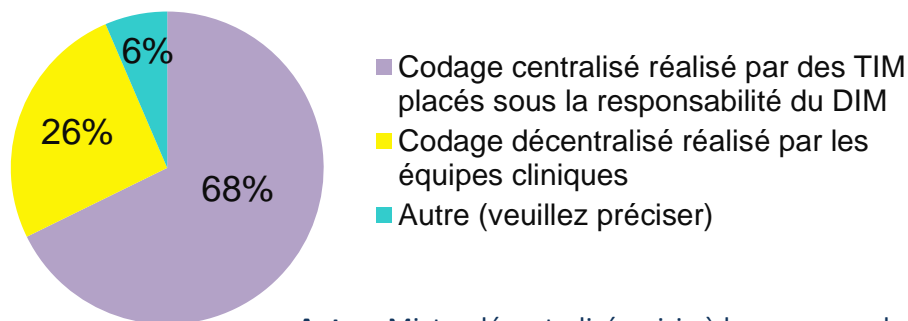 6%
26%
68%
Codage centralisé réalisé par des TIM
placés sous la responsabilité du DIM
Codage décentralisé réalisé par les
équipes cliniques
Autre (veuillez préciser)